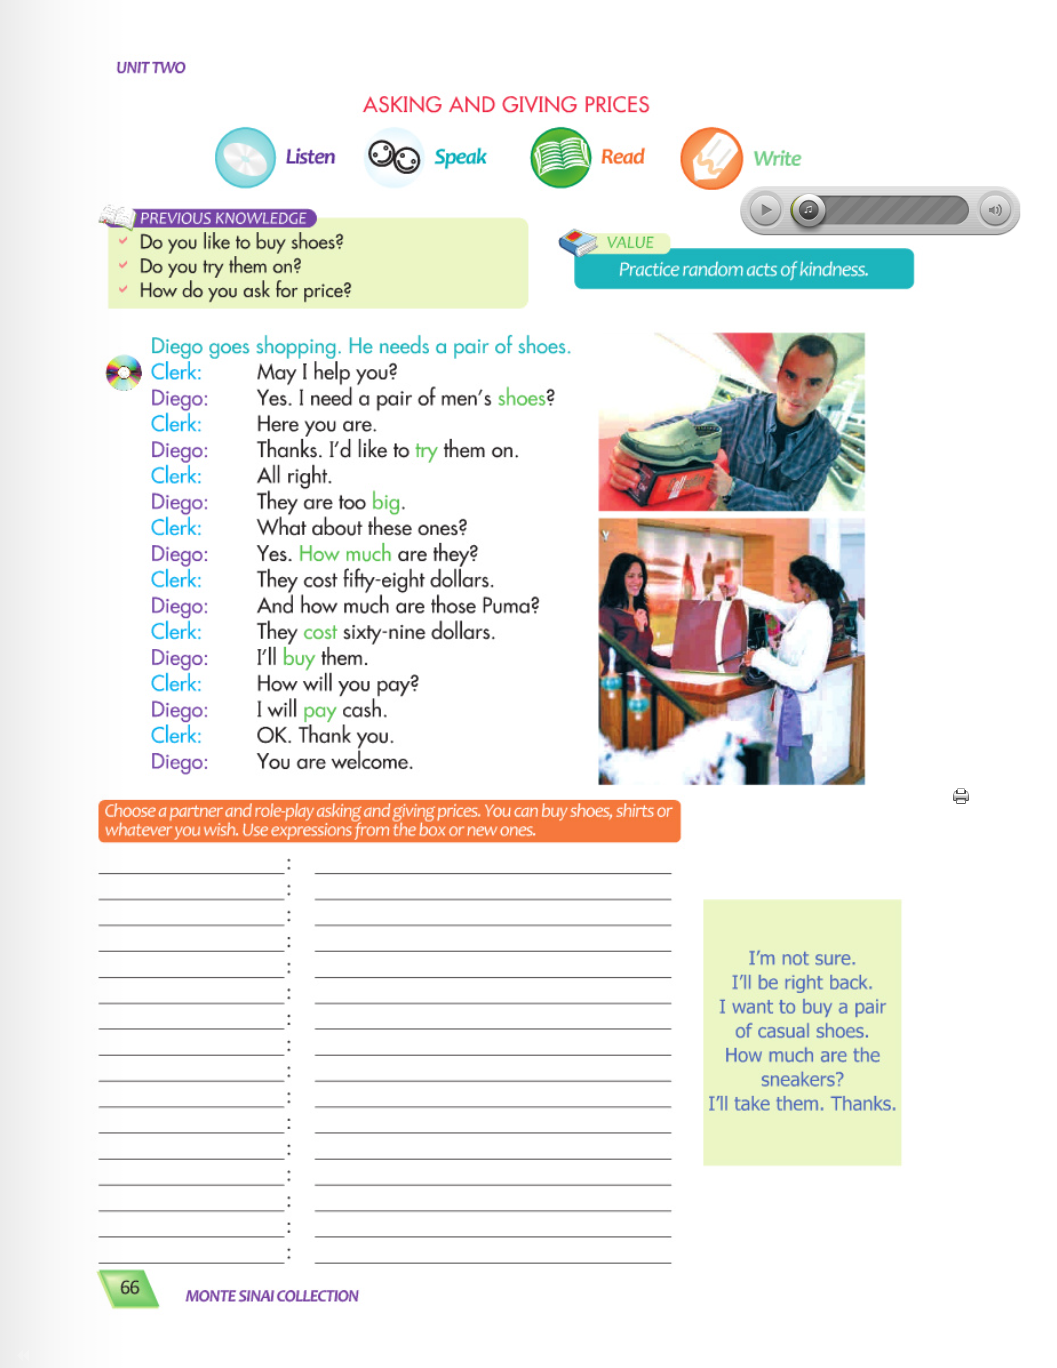 UNIT TWO
ASKING AND GIVING PRICES
Listen Speak Read Write
PREVIOUS KNOWLEDGE
Do you like to buy shoes?
Do you try them on?
How do you ask for price?
VALUE
Practice random acts of kindness.
Diego goes shopping. He needs a pair of shoes.
Clerk: May I help you?
Diego: Yes. I need a pair of men's shoes?
Clerk: Here you are.
Diego: Thanks. I'd like to try them on.
Clerk: All right.
Diego: They are too big.
Clerk: What about these ones?
Diego: Yes. How much are they?
Clerk: They cost fifty-eight dollars.
Diego: And how much are those Puma?
Clerk: They cost sixty-nine dollars.
Diego: I'll buy them.
Clerk: How will you pay?
Diego: I will pay cash.
Clerk: OK. Thank you.
Diego: You are welcome.
Choose a partner and role-play asking and giving prices. You can buy shoes, shirts or
whatever you wish. Use expressions from the box or new ones.
I'm not sure.
I'll be right back.
I want to buy a pair
of casual shoes.
How much are the
sneakers?
I'll take them. Thanks.
66
MONTE SINAI COLLECTION